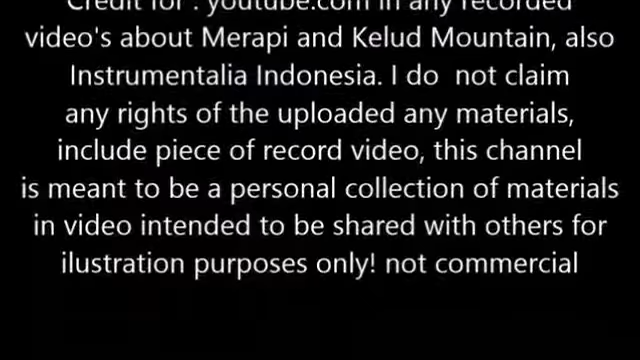 Credit for : youtube.com in any recorded
video's about Merapi and Kelud Mountain, also
Instrumentalia Indonesia. I do  not claim
any rights of the uploaded any materials,
include piece of record video, this channel
is meant to be a personal collection of materials
in video intended to be shared with others for
ilustration purposes only! not commercial